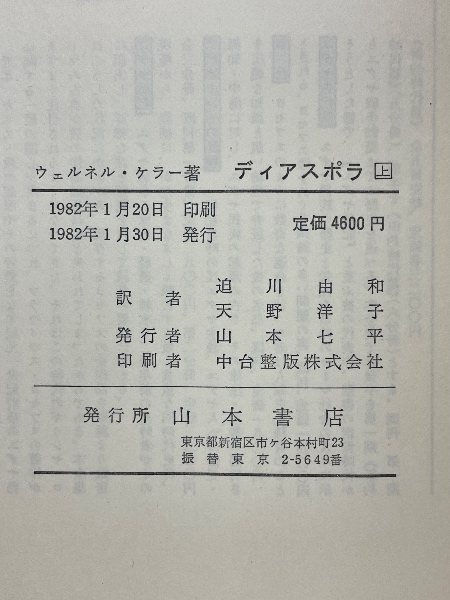 ウェルネル・ケラー著 ディアスポラ 上
1982年1月20日 印刷
1982年1月30日 発行
定価 4600 円
訳者 迫川由和
天野洋子
発行者 山本七平
印刷者 中台整版株式会社
発行所 山本書店
東京都新宿区市ヶ谷本村町23
振替東京 2-5649番